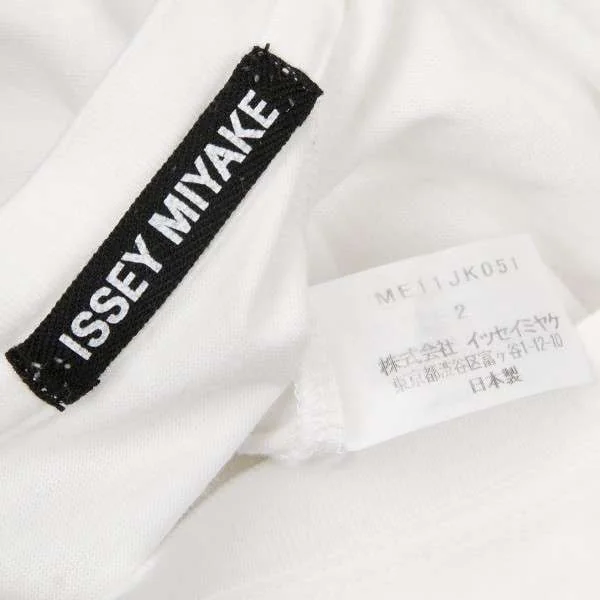 ISSEY MIYAKE
ME11JK051
2
株式会社 イッセイミヤケ
東京都渋谷区富ヶ谷1-12-10
日本製